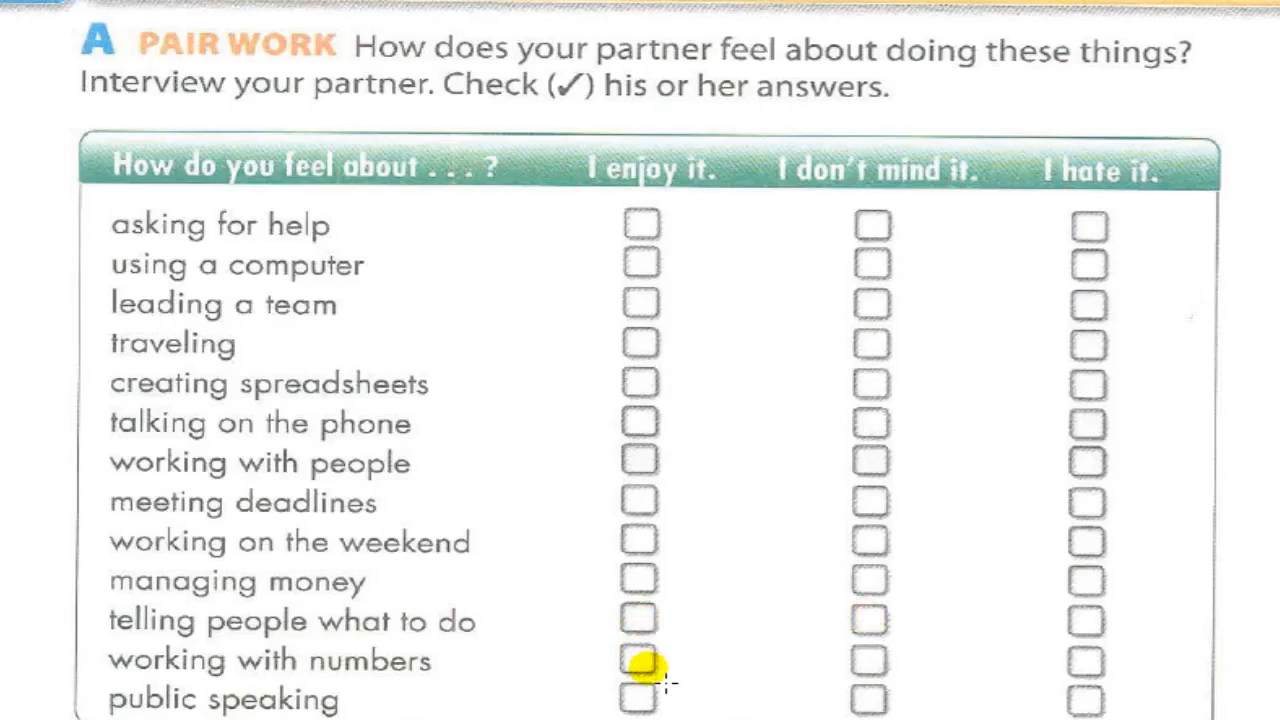 A PAIR WORK How does your partner feel about doing these things?
Interview your partner. Check (✓) his or her answers.
How do you feel about . . . ? I enjoy it. I don't mind it. I hate it.
asking for help
using a computer
leading a team
traveling
creating spreadsheets
talking on the phone
working with people
meeting deadlines
working on the weekend
managing money
telling people what to do
working with numbers
public speaking